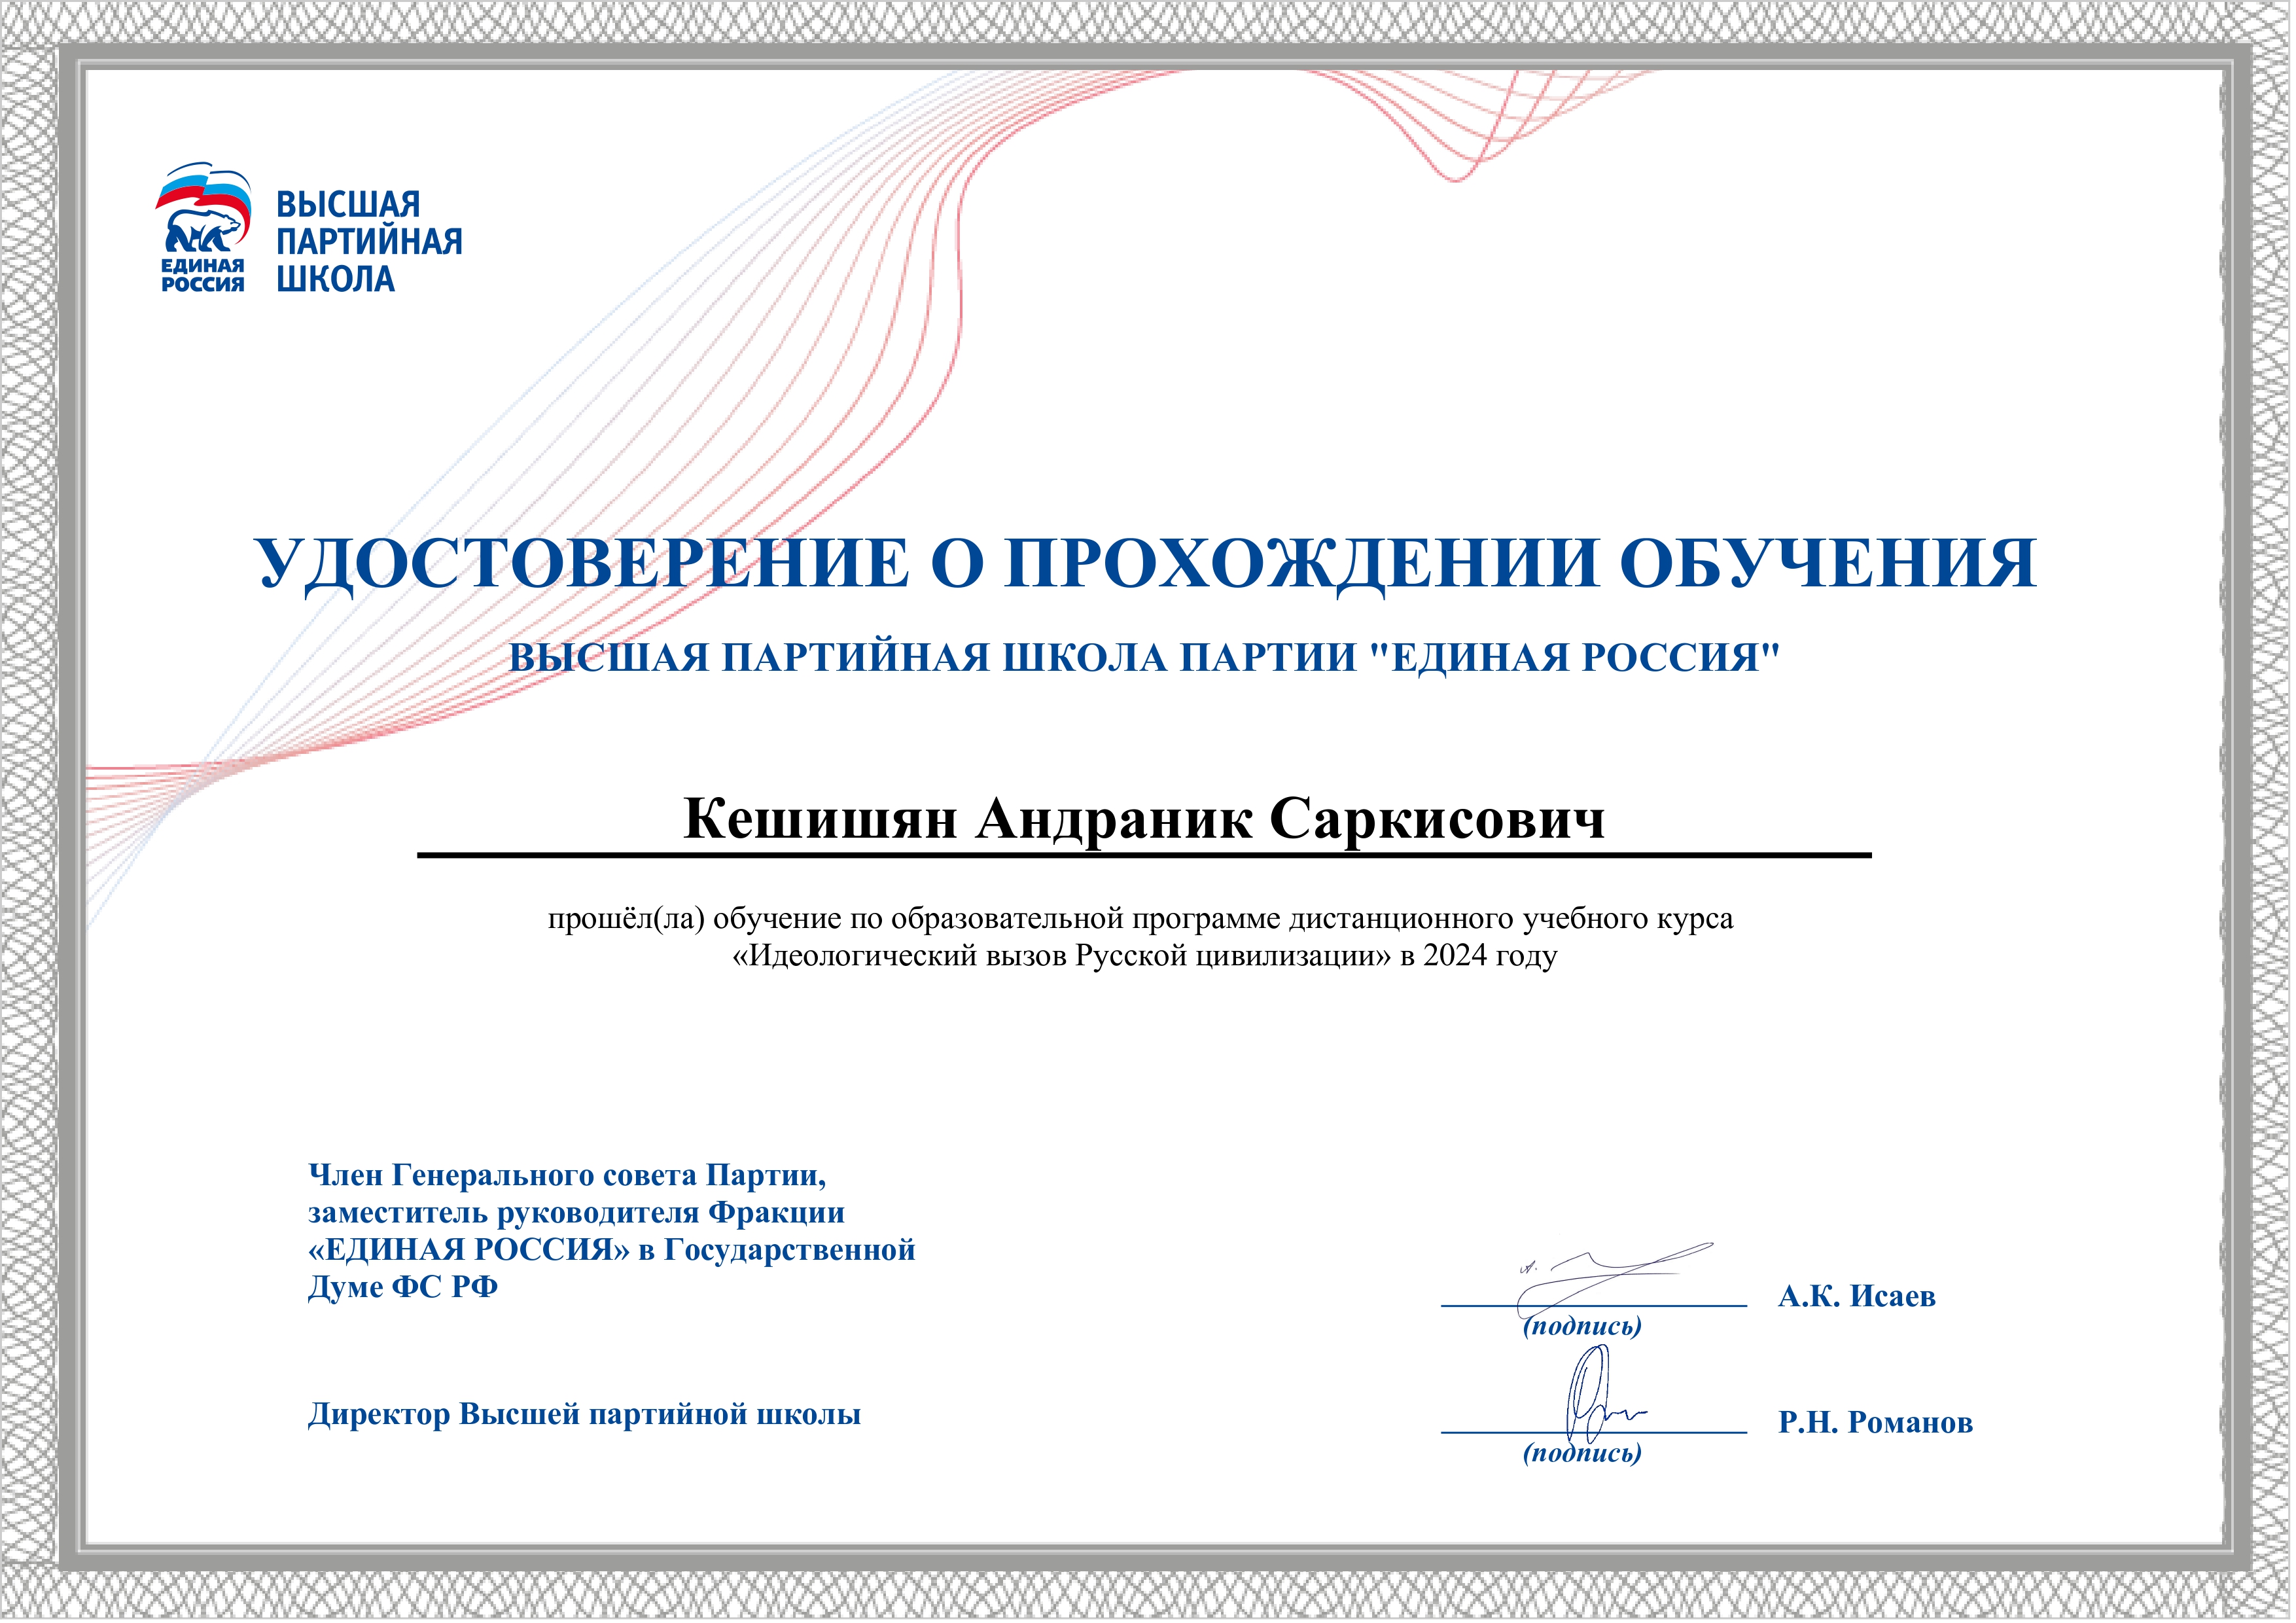 ЕДИНАЯ
РОССИЯ
ВЫСШАЯ
ПАРТИЙНАЯ
ШКОЛА
УДОСТОВЕРЕНИЕ О ПРОХОЖДЕНИИ ОБУЧЕНИЯ
ВЫСШАЯ ПАРТИЙНАЯ ШКОЛА ПАРТИИ "ЕДИНАЯ РОССИЯ"
Кешишян Андраник Саркисович
прошёл(ла) обучение по образовательной программе дистанционного учебного курса
«Идеологический вызов Русской цивилизации» в 2024 году
Член Генерального совета Партии,
заместитель руководителя Фракции
«ЕДИНАЯ РОССИЯ» в Государственной
Думе ФС РФ
А.К. Исаев
(подпись)
Директор Высшей партийной школы
Р.Н. Романов
(подпись)